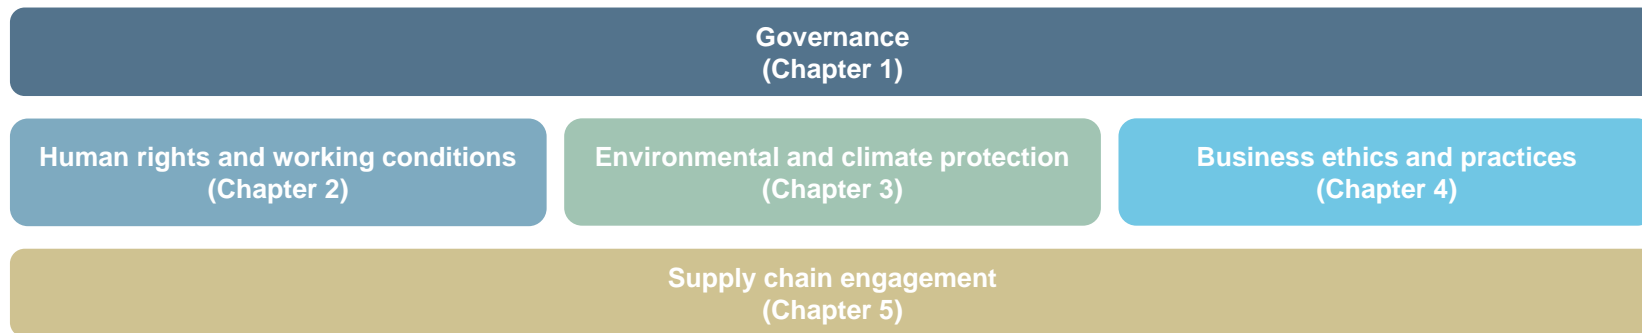 Governance
(Chapter 1)
Human rights and working conditions
(Chapter 2)
Environmental and climate protection
(Chapter 3)
Business ethics and practices
(Chapter 4)
Supply chain engagement
(Chapter 5)